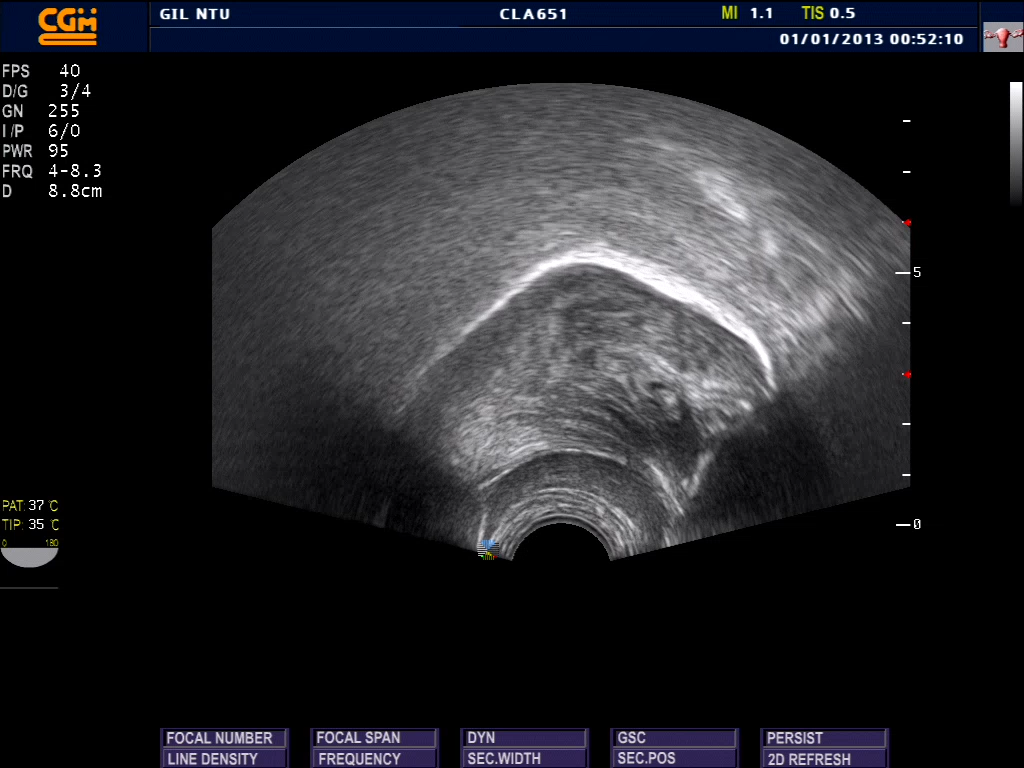 CGM
GIL NTU CLA651 MI 1.1 TIS 0.5
01/01/2013 00:52:10
FPS 40
D/G 3/4
GN 255
I/P 6/0
PWR 95
FRQ 4-8.3
D 8.8cm
5
PAT: 37 °C
TIP: 35 °C
0 180
0
FOCAL NUMBER FOCAL SPAN DYN GSC PERSIST
LINE DENSITY FREQUENCY SEC.WIDTH SEC.POS 2D REFRESH